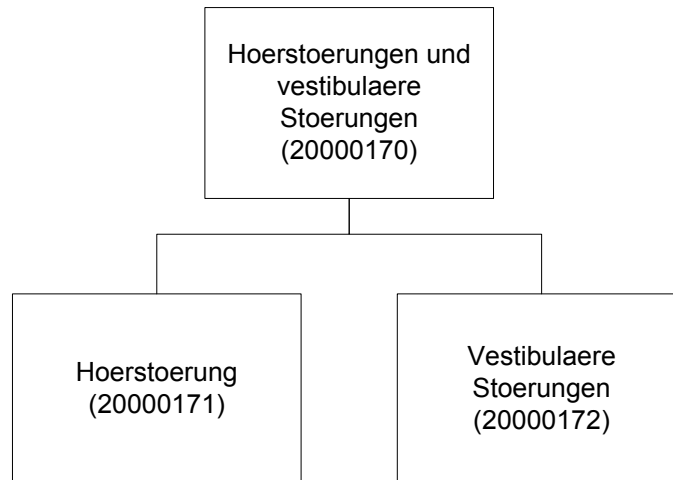 Hoerstoerungen und
vestibulaere
Stoerungen
(20000170)
Hoerstoerung
(20000171)
Vestibulaere
Stoerungen
(20000172)